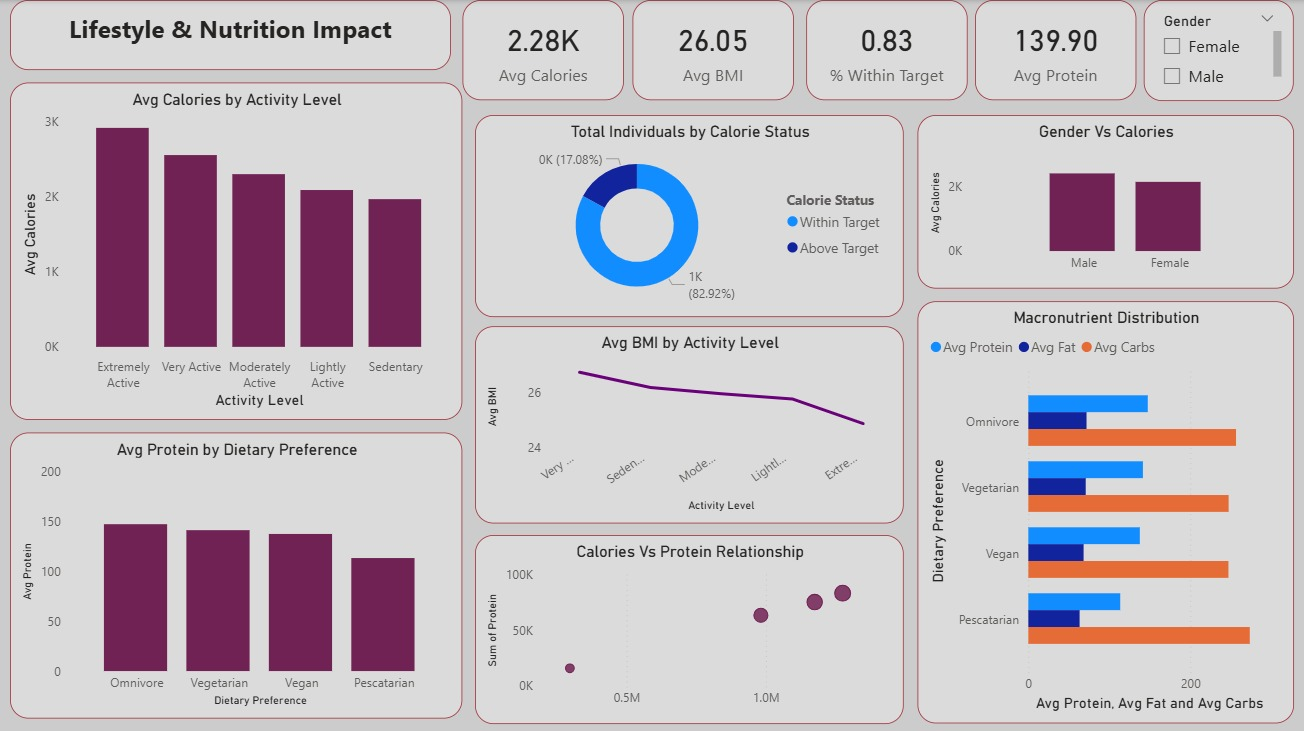 Lifestyle & Nutrition Impact
2.28K
Avg Calories
26.05
Avg BMI
0.83
% Within Target
139.90
Avg Protein
Gender
Female
Male
Avg Calories by Activity Level
Avg Calories
3K
2K
1K
0K
Extremely
Active
Very Active
Moderately
Active
Lightly
Active
Sedentary
Activity Level
Total Individuals by Calorie Status
0K (17.08%)
1K
(82.92%)
Calorie Status
Within Target
Above Target
Gender Vs Calories
Avg Calories
2K
0K
Male
Female
Avg BMI by Activity Level
Avg BMI
26
24
Very ...
Seden...
Mode...
Lightl...
Extre...
Activity Level
Macronutrient Distribution
Avg Protein
Avg Fat
Avg Carbs
Dietary Preference
Omnivore
Vegetarian
Vegan
Pescatarian
0
200
Avg Protein, Avg Fat and Avg Carbs
Avg Protein by Dietary Preference
Avg Protein
200
150
100
50
0
Omnivore
Vegetarian
Vegan
Pescatarian
Dietary Preference
Calories Vs Protein Relationship
Sum of Protein
100K
50K
0K
0.5M
1.0M